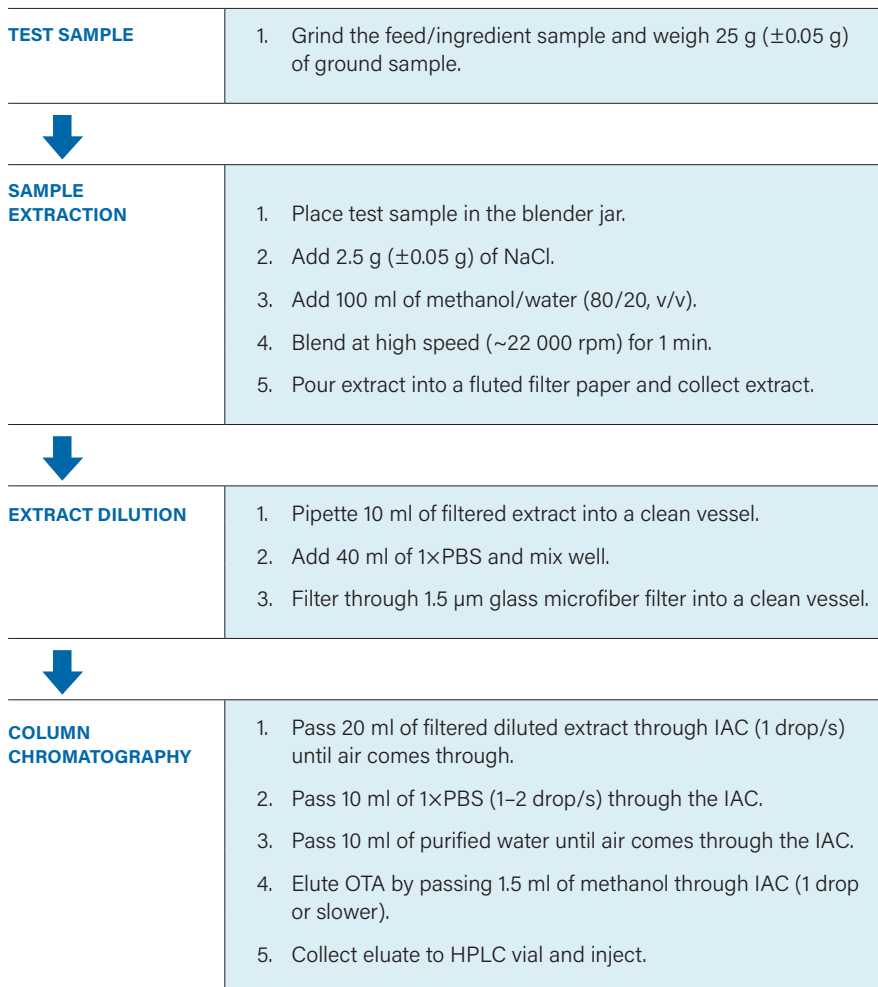 TEST SAMPLE
1. Grind the feed/ingredient sample and weigh 25 g (±0.05 g)
of ground sample.
SAMPLE
EXTRACTION
1. Place test sample in the blender jar.
2. Add 2.5 g (±0.05 g) of NaCl.
3. Add 100 ml of methanol/water (80/20, v/v).
4. Blend at high speed (~22 000 rpm) for 1 min.
5. Pour extract into a fluted filter paper and collect extract.
EXTRACT DILUTION
1. Pipette 10 ml of filtered extract into a clean vessel.
2. Add 40 ml of 1×PBS and mix well.
3. Filter through 1.5 µm glass microfiber filter into a clean vessel.
COLUMN
CHROMATOGRAPHY
1. Pass 20 ml of filtered diluted extract through IAC (1 drop/s)
until air comes through.
2. Pass 10 ml of 1×PBS (1–2 drop/s) through the IAC.
3. Pass 10 ml of purified water until air comes through the IAC.
4. Elute OTA by passing 1.5 ml of methanol through IAC (1 drop
or slower).
5. Collect eluate to HPLC vial and inject.